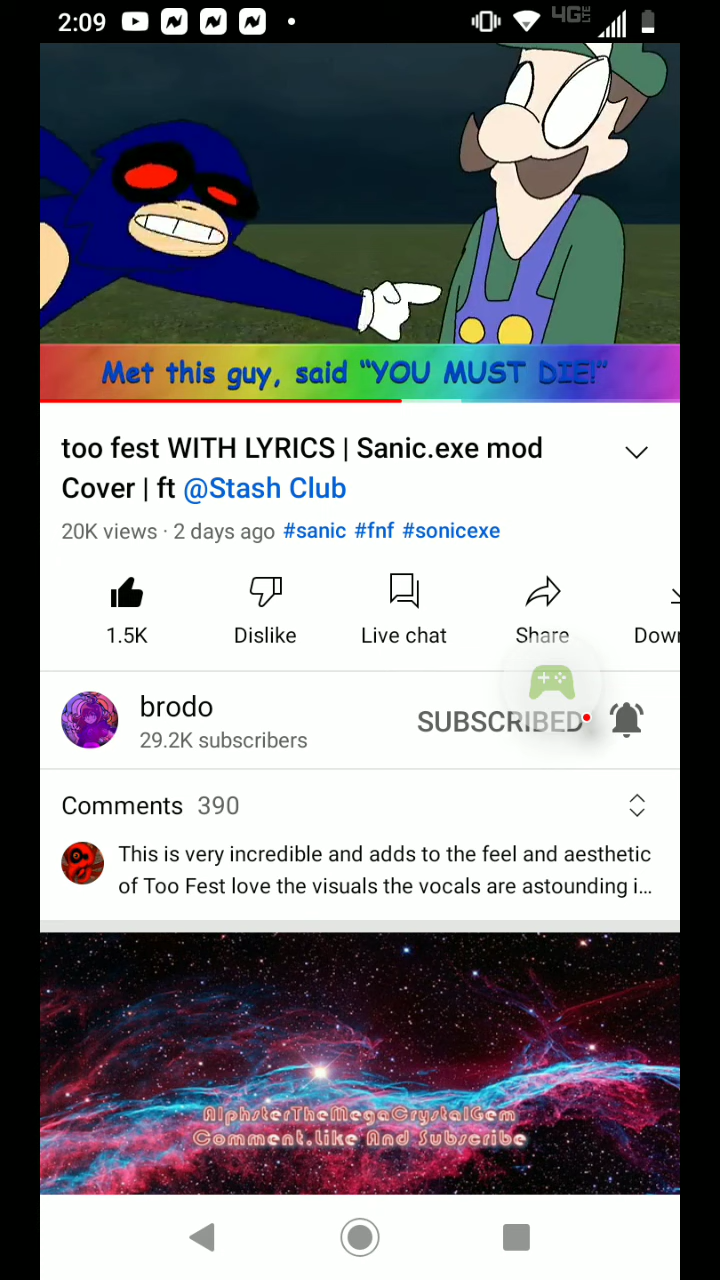 2:09
4G LTE
Met this guy, said “YOU MUST DIE!”
too fest WITH LYRICS | Sanic.exe mod
Cover | ft @Stash Club
20K views · 2 days ago #sanic #fnf #sonicexe
1.5K
Dislike
Live chat
Share
Down
brodo
29.2K subscribers
SUBSCRIBED
Comments 390
This is very incredible and adds to the feel and aesthetic
of Too Fest love the visuals the vocals are astounding i...
AlphsterTheMegaCrystalGem
Comment.Like And Subscribe